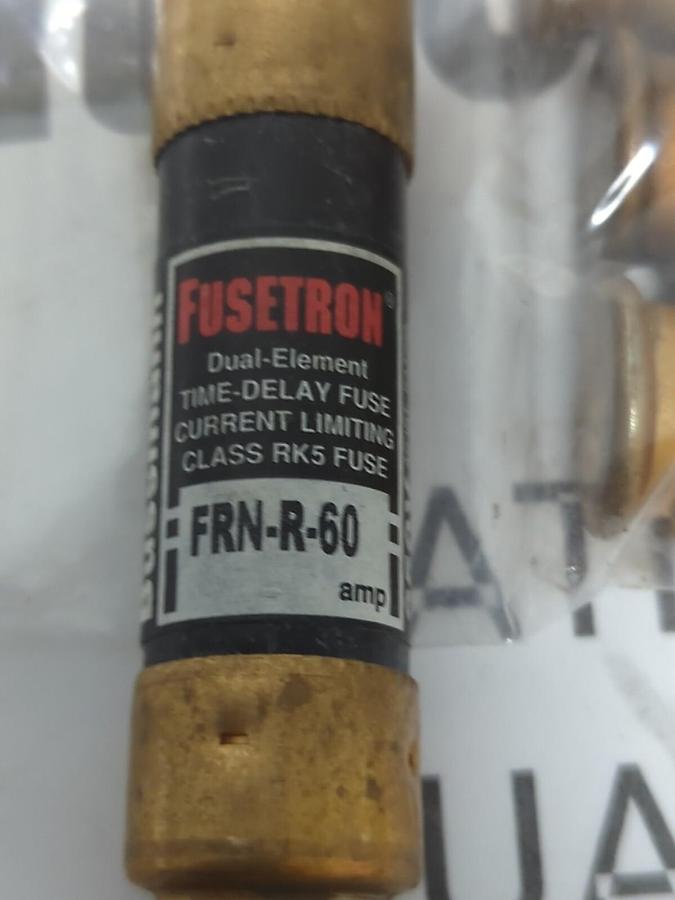 FUSETRON®
Dual-Element
TIME-DELAY FUSE
CURRENT LIMITING
CLASS RK5 FUSE
FRN-R-60
amp